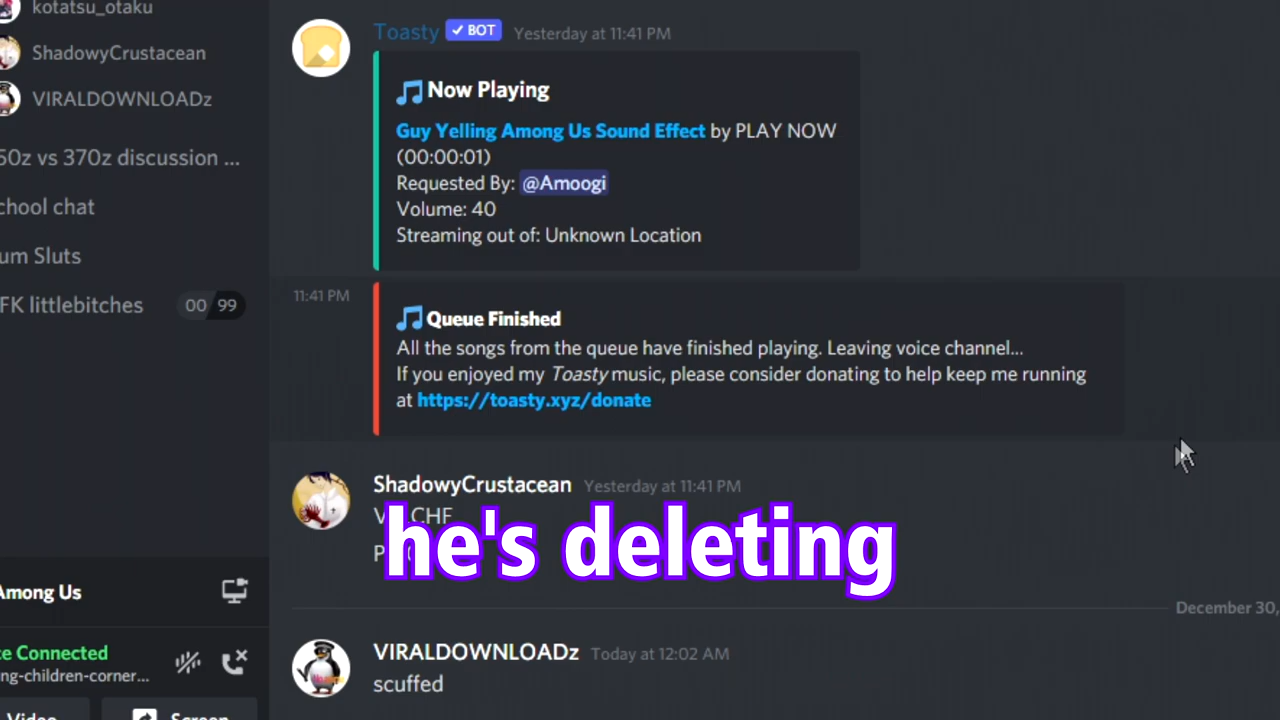 kotatsu_otaku
ShadowyCrustacean
VIRALDOWNLOADz
50z vs 370z discussion ...
chool chat
um Sluts
FK littlebitches 00 99
Among Us
ce Connected
ng-children-corner...
Video Screen
Toasty BOT Yesterday at 11:41 PM
Now Playing
Guy Yelling Among Us Sound Effect by PLAY NOW
(00:00:01)
Requested By: @Amoogi
Volume: 40
Streaming out of: Unknown Location
11:41 PM
Queue Finished
All the songs from the queue have finished playing. Leaving voice channel...
If you enjoyed my Toasty music, please consider donating to help keep me running
at https://toasty.xyz/donate
ShadowyCrustacean Yesterday at 11:41 PM
he's deleting
December 30,
VIRALDOWNLOADz Today at 12:02 AM
scuffed